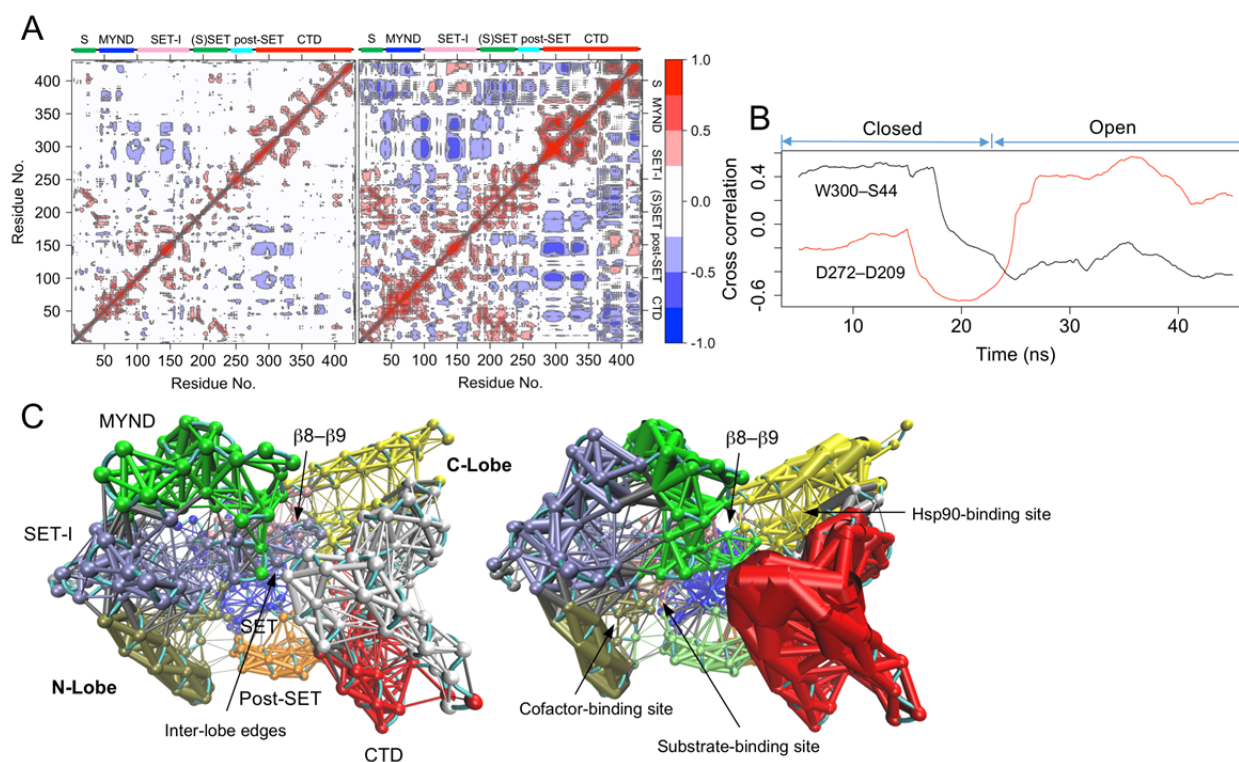 A
S MYND SET-I (S)SET post-SET CTD S MYND SET-I (S)SET post-SET CTD
400
350
300
250
200
150
100
50
Residue No.
50 100 150 200 250 300 350 400 50 100 150 200 250 300 350 400
Residue No. Residue No.
S MYND SET-I (S)SET post-SET CTD
1.0
0.5
0.0
-0.5
-1.0
B
Closed Open
Cross correlation
0.4
0.0
-0.6
W300–S44
D272–D209
10 20 30 40
Time (ns)
C
MYND
β8–β9
C-Lobe
SET-I
SET
N-Lobe
Post-SET
Inter-lobe edges
CTD
β8–β9
Hsp90-binding site
Cofactor-binding site
Substrate-binding site